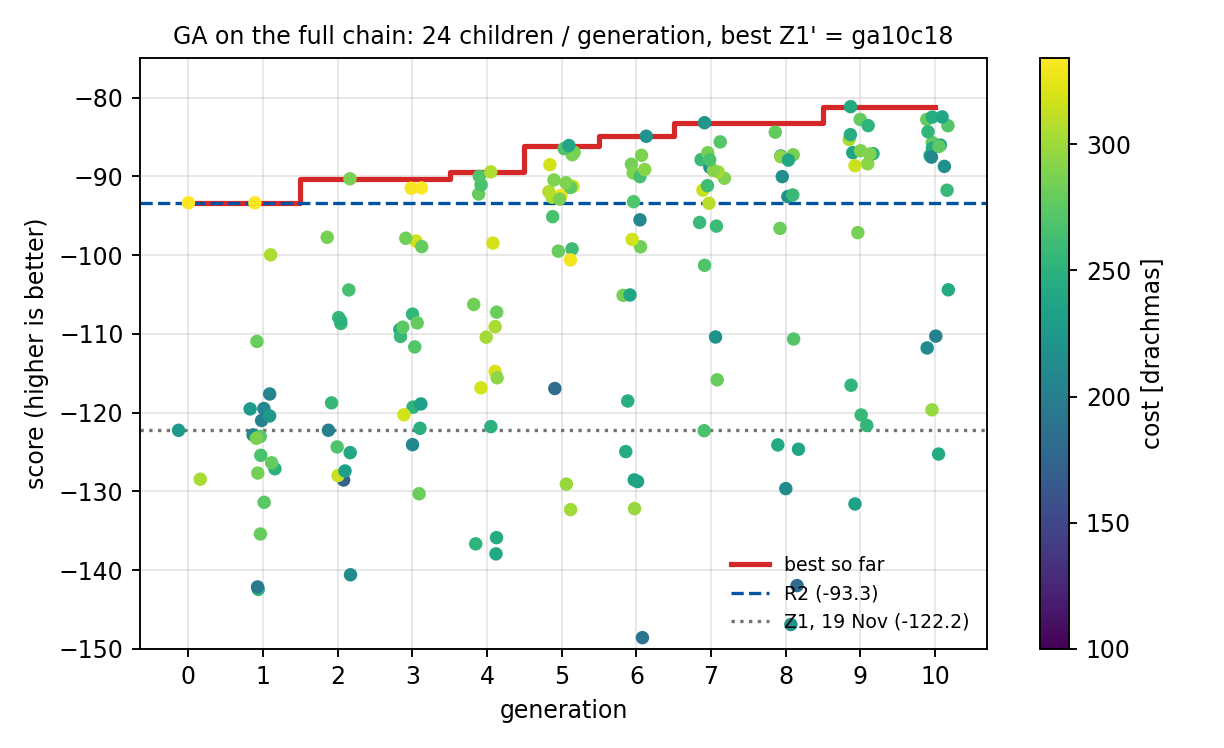 GA on the full chain: 24 children / generation, best Z1' = ga10c18
score (higher is better)
−80
−90
−100
−110
−120
−130
−140
−150
0 1 2 3 4 5 6 7 8 9 10
generation
best so far
R2 (-93.3)
Z1, 19 Nov (-122.2)
300
250
200
150
100
cost [drachmas]